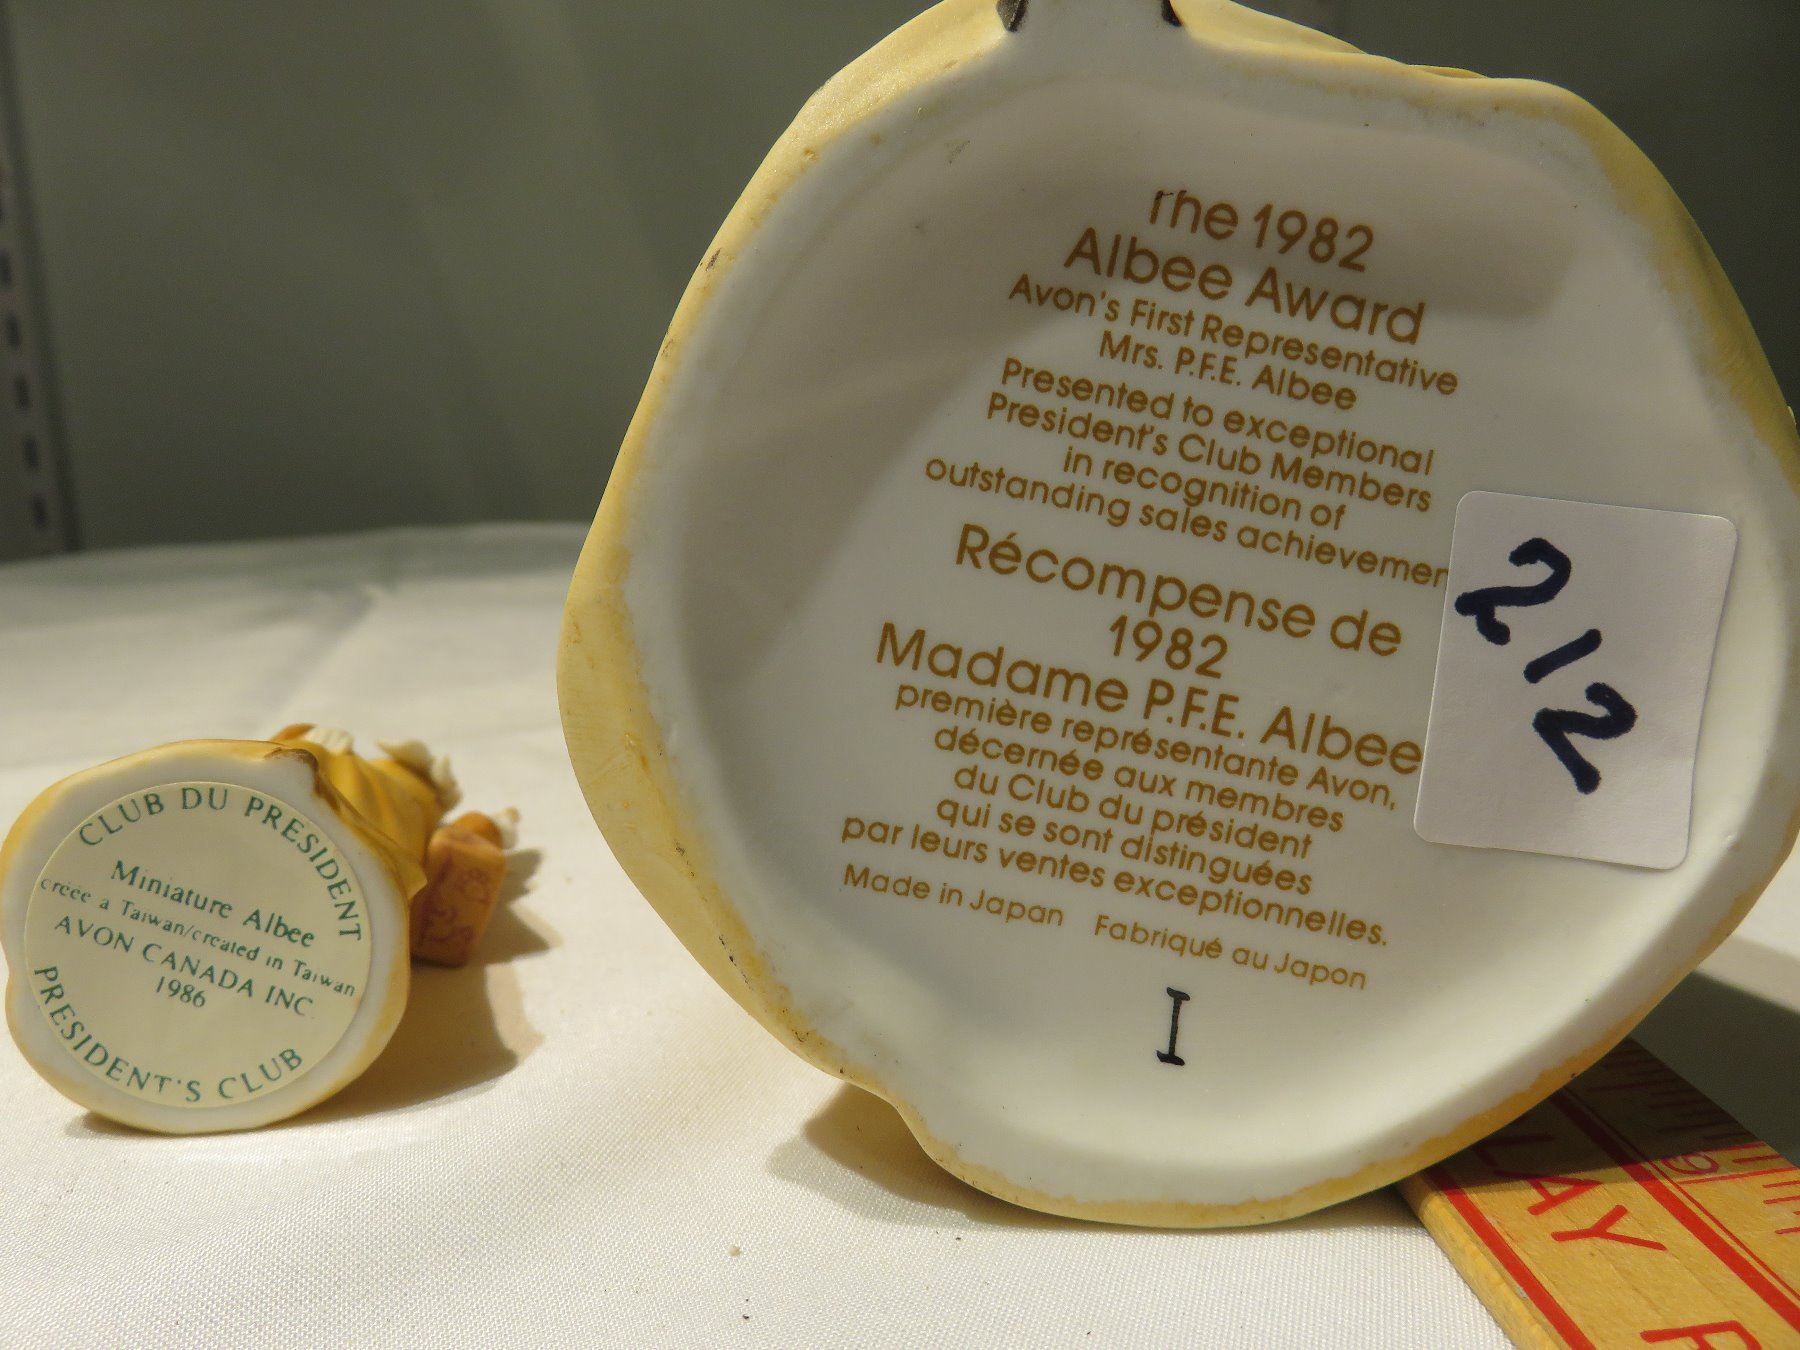 rhe 1982
Albee Award
Avon's First Representative
Mrs. P.F.E. Albee
Presented to exceptional
President's Club Members
in recognition of
outstanding sales achievemen
Récompense de
1982
Madame P.F.E. Albee
première représentante Avon,
décernée aux membres
du Club du président
qui se sont distinguées
par leurs ventes exceptionnelles.
Made in Japan Fabriqué au Japon
I
212
CLUB DU PRESIDENT
Miniature Albee
créée a Taiwan/created in Taiwan
AVON CANADA INC.
1986
PRESIDENT'S CLUB
LAY